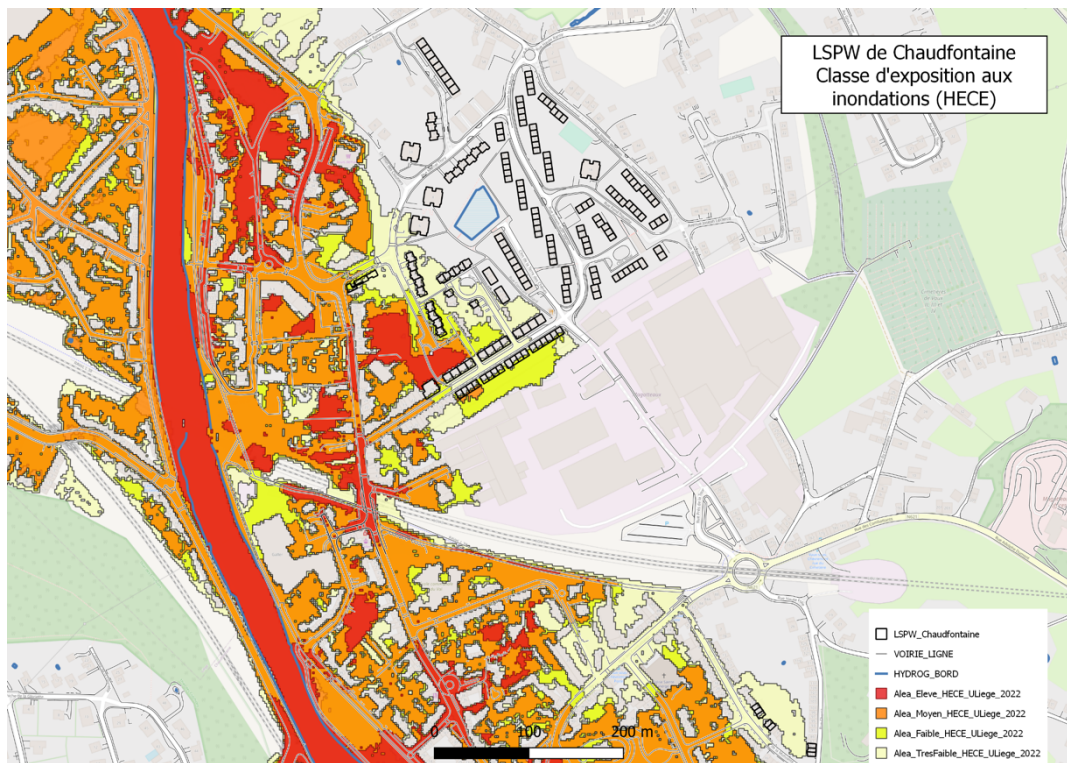 LSPW de Chaudfontaine
Classe d'exposition aux
inondations (HECE)
LSPW_Chaudfontaine
VOIRIE_LIGNE
HYDROG_BORD
Alea_Eleve_HECE_ULiege_2022
Alea_Moyen_HECE_ULiege_2022
Alea_Faible_HECE_ULiege_2022
Alea_TresFaible_HECE_ULiege_2022
0
100
200 m